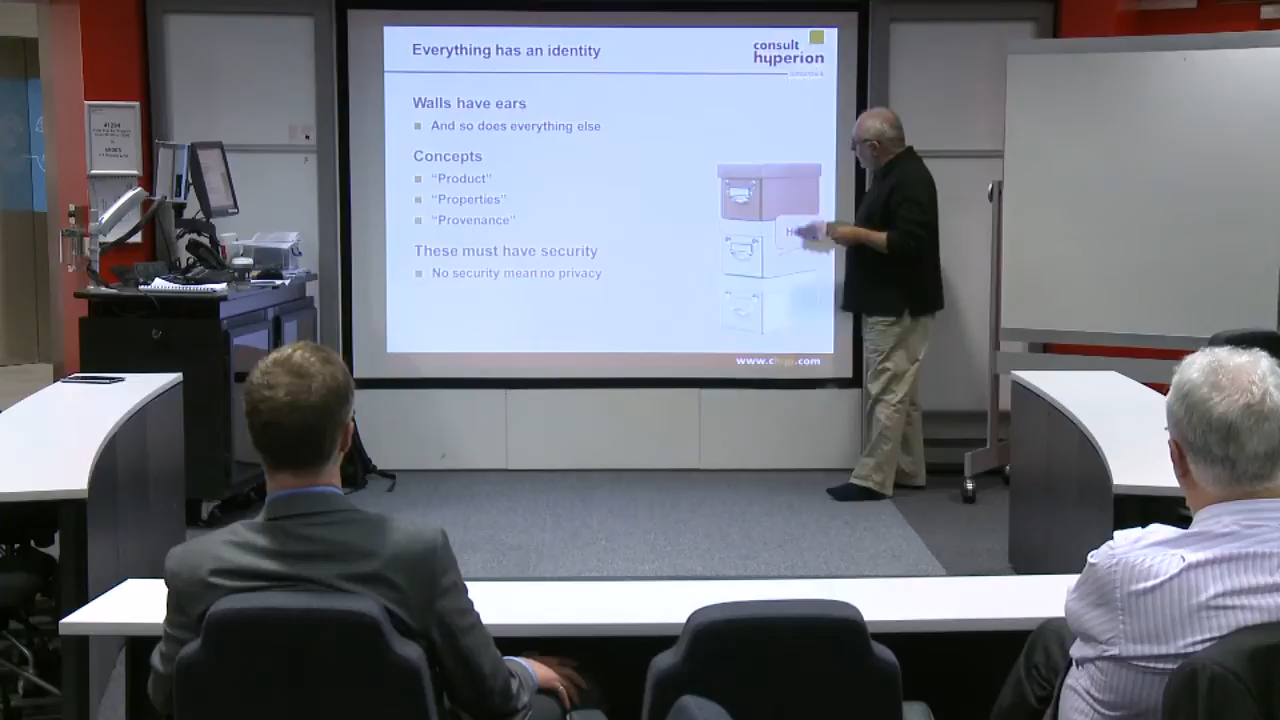 Everything has an identity
consult
hyperion
Walls have ears
And so does everything else
Concepts
“Product”
“Properties”
“Provenance”
These must have security
No security mean no privacy